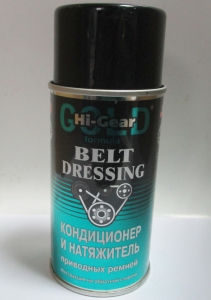 GOLD
Hi-Gear
BELT
DRESSING
КОНДИЦИОНЕР
И НАТЯЖИТЕЛЬ
приводных ремней